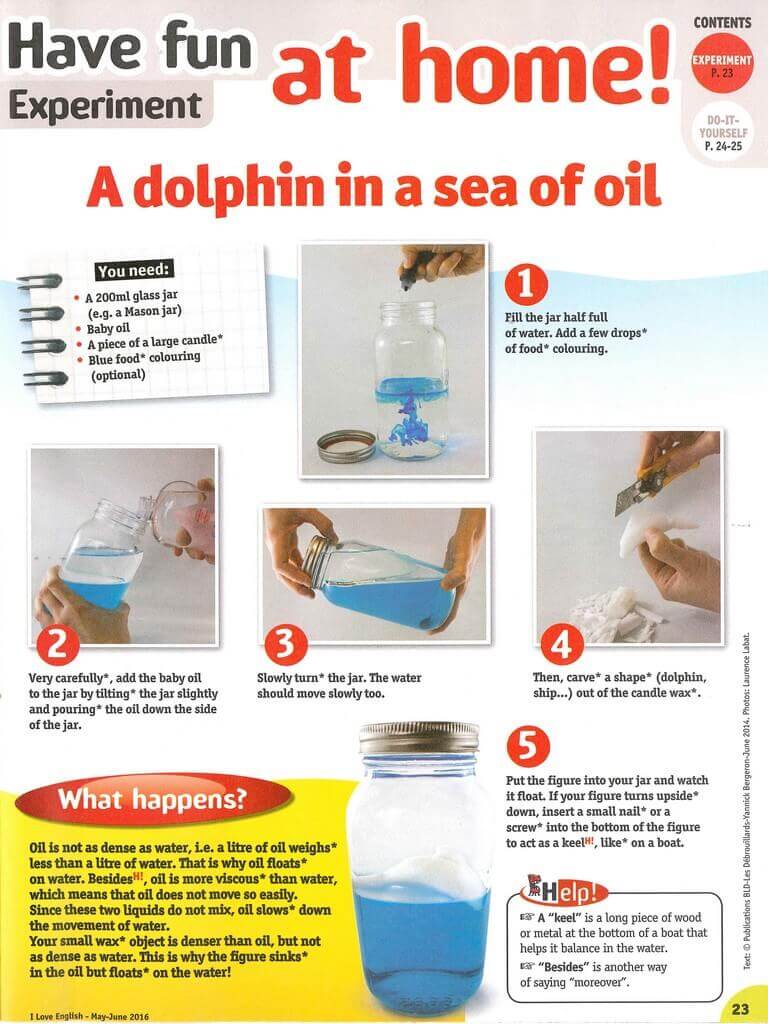 Have fun at home!
Experiment
CONTENTS
EXPERIMENT
P. 23
DO-IT-
YOURSELF
P. 24-25
A dolphin in a sea of oil
You need:
• A 200ml glass jar
(e.g. a Mason jar)
• Baby oil
• A piece of a large candle*
• Blue food* colouring
(optional)
1
Fill the jar half full
of water. Add a few drops*
of food* colouring.
2
Very carefully*, add the baby oil
to the jar by tilting* the jar slightly
and pouring* the oil down the side
of the jar.
3
Slowly turn* the jar. The water
should move slowly too.
4
Then, carve* a shape* (dolphin,
ship...) out of the candle wax*.
5
Put the figure into your jar and watch
it float. If your figure turns upside*
down, insert a small nail* or a
screw* into the bottom of the figure
to act as a keelH!, like* on a boat.
What happens?
Oil is not as dense as water, i.e. a litre of oil weighs*
less than a litre of water. That is why oil floats*
on water. BesidesH!, oil is more viscous* than water,
which means that oil does not move so easily.
Since these two liquids do not mix, oil slows* down
the movement of water.
Your small wax* object is denser than oil, but not
as dense as water. This is why the figure sinks*
in the oil but floats* on the water!
Help!
☞ A “keel” is a long piece of wood
or metal at the bottom of a boat that
helps it balance in the water.
☞ “Besides” is another way
of saying “moreover”.
Text: © Publications BLD-Les Débrouillards-Yannick Bergeron-June 2014. Photos: Laurence Labat.
I Love English - May-June 2016
23